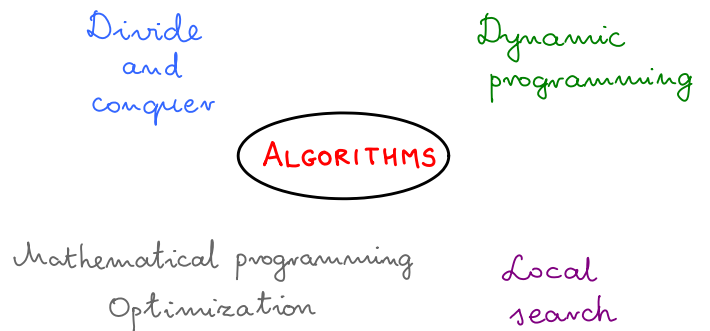 Divide
and
conquer
Dynamic
programming
ALGORITHMS
Mathematical programming
Optimization
Local
search